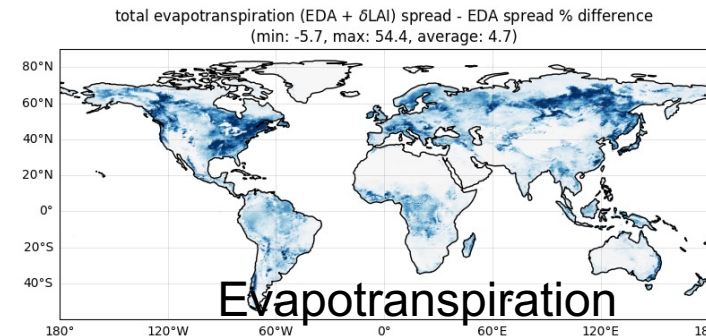 total evapotranspiration (EDA + δLAI) spread - EDA spread % difference
(min: -5.7, max: 54.4, average: 4.7)
80°N
60°N
40°N
20°N
0°
20°S
40°S
Evapotranspiration
180° 120°W 60°W 0° 60°E 120°E